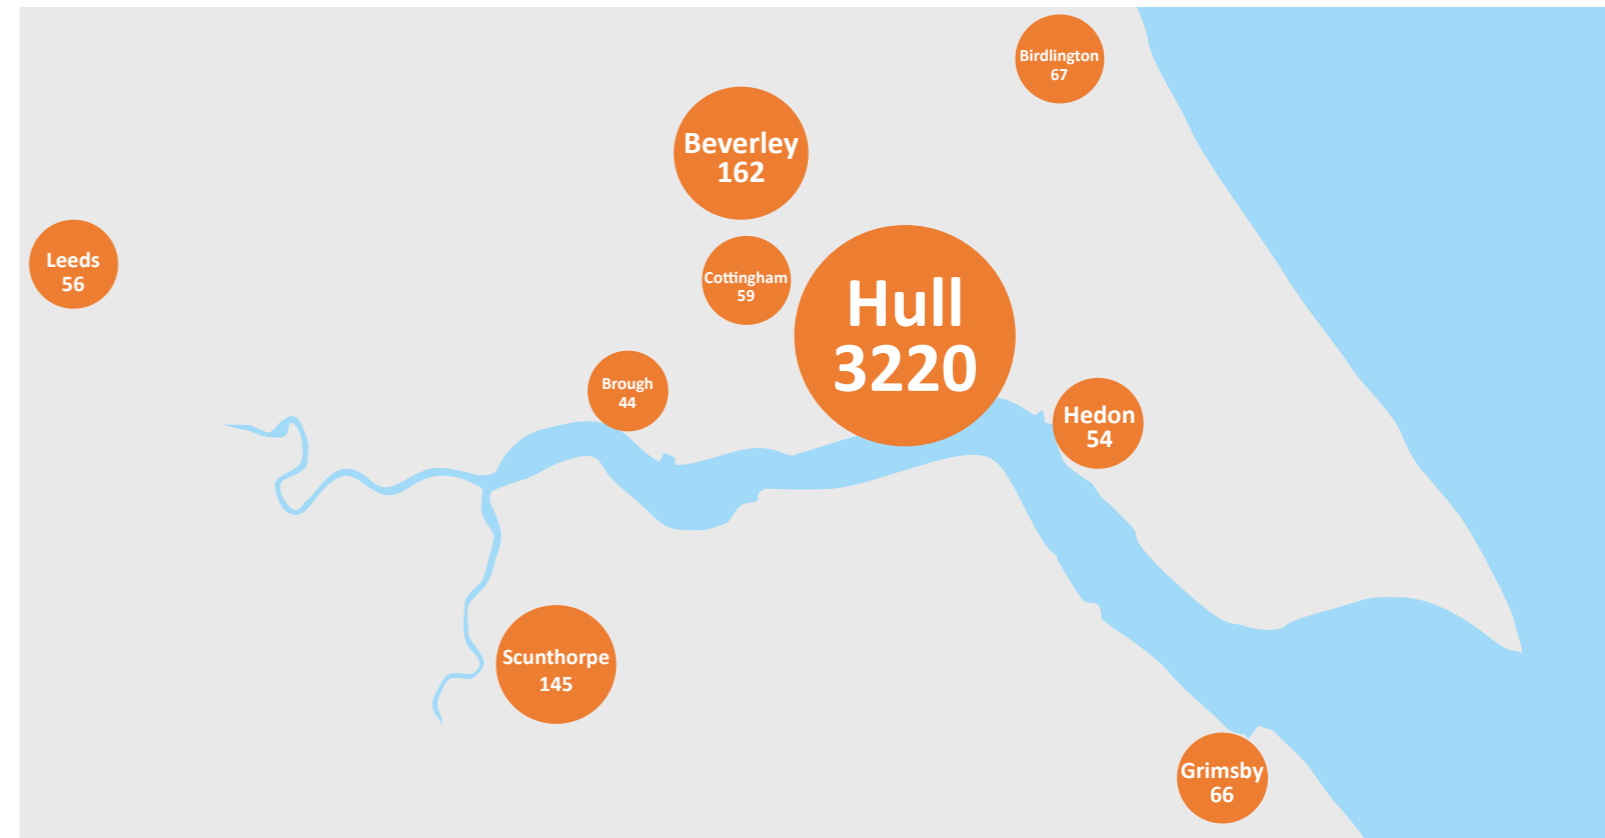 Birdlington
67
Beverley
162
Leeds
56
Cottingham
59
Hull
3220
Brough
44
Hedon
54
Scunthorpe
145
Grimsby
66